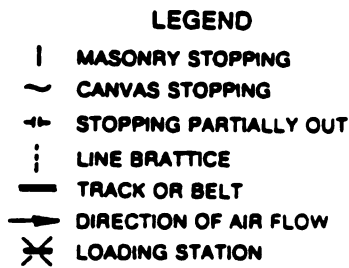 LEGEND
MASONRY STOPPING
CANVAS STOPPING
STOPPING PARTIALLY OUT
LINE BRATTICE
TRACK OR BELT
DIRECTION OF AIR FLOW
LOADING STATION